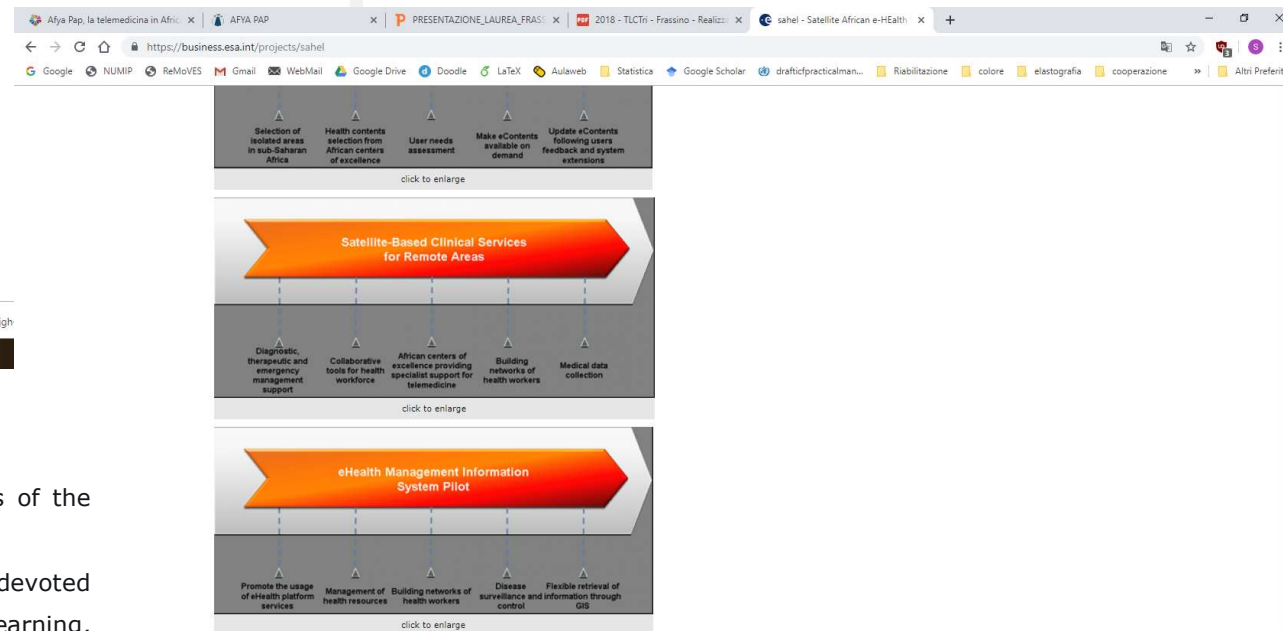 Afya Pap, la telemedicina in Afric
AFYA PAP
PRESENTAZIONE_LAUREA_FRASS
2018 - TLCTri - Frassino - Realizz
sahel - Satellite African e-HEalth
https://business.esa.int/projects/sahel
Google NUMIP ReMoVES Gmail WebMail Google Drive Doodle LaTeX Aulaweb Statistica Google Scholar drafticfpracticalman... Riabilitazione colore elastografia cooperazione » Altri Preferit
Selection of isolated areas in sub-Saharan Africa
Health contents selection from African centers of excellence
User needs assessment
Make eContents available on demand
Update eContents following users feedback and system extensions
click to enlarge
Satellite-Based Clinical Services
for Remote Areas
Diagnostic, therapeutic and emergency management support
Collaborative tools for health workforce
African centers of excellence providing specialist support for telemedicine
Building networks of health workers
Medical data collection
click to enlarge
eHealth Management Information
System Pilot
Promote the usage of eHealth platform services
Management of health resources
Building networks of health workers
Disease surveillance and control
Flexible retrieval of information through GIS
click to enlarge
igh
s of the
devoted
earning,